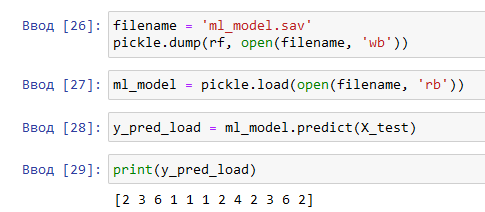 Ввод [26]: filename = 'ml_model.sav'
pickle.dump(rf, open(filename, 'wb'))
Ввод [27]: ml_model = pickle.load(open(filename, 'rb'))
Ввод [28]: y_pred_load = ml_model.predict(X_test)
Ввод [29]: print(y_pred_load)
[2 3 6 1 1 1 2 4 2 3 6 2]